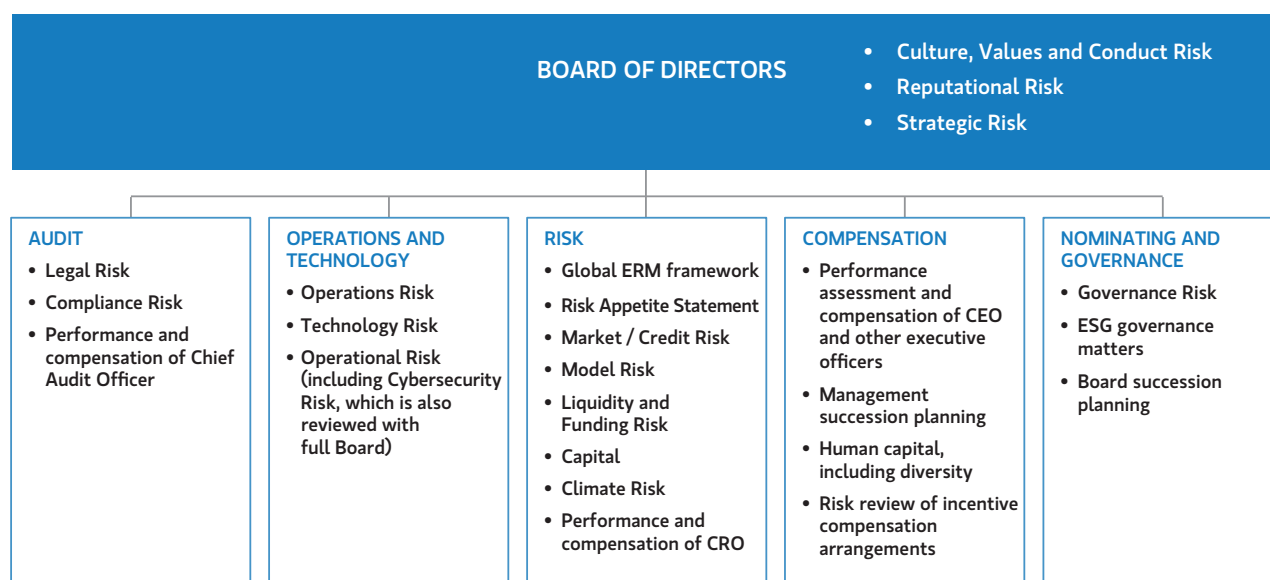 BOARD OF DIRECTORS
• Culture, Values and Conduct Risk
• Reputational Risk
• Strategic Risk
AUDIT
• Legal Risk
• Compliance Risk
• Performance and
compensation of Chief
Audit Officer
OPERATIONS AND
TECHNOLOGY
• Operations Risk
• Technology Risk
• Operational Risk
(including Cybersecurity
Risk, which is also
reviewed with
full Board)
RISK
• Global ERM framework
• Risk Appetite Statement
• Market / Credit Risk
• Model Risk
• Liquidity and
Funding Risk
• Capital
• Climate Risk
• Performance and
compensation of CRO
COMPENSATION
• Performance
assessment and
compensation of CEO
and other executive
officers
• Management
succession planning
• Human capital,
including diversity
• Risk review of incentive
compensation
arrangements
NOMINATING AND
GOVERNANCE
• Governance Risk
• ESG governance
matters
• Board succession
planning